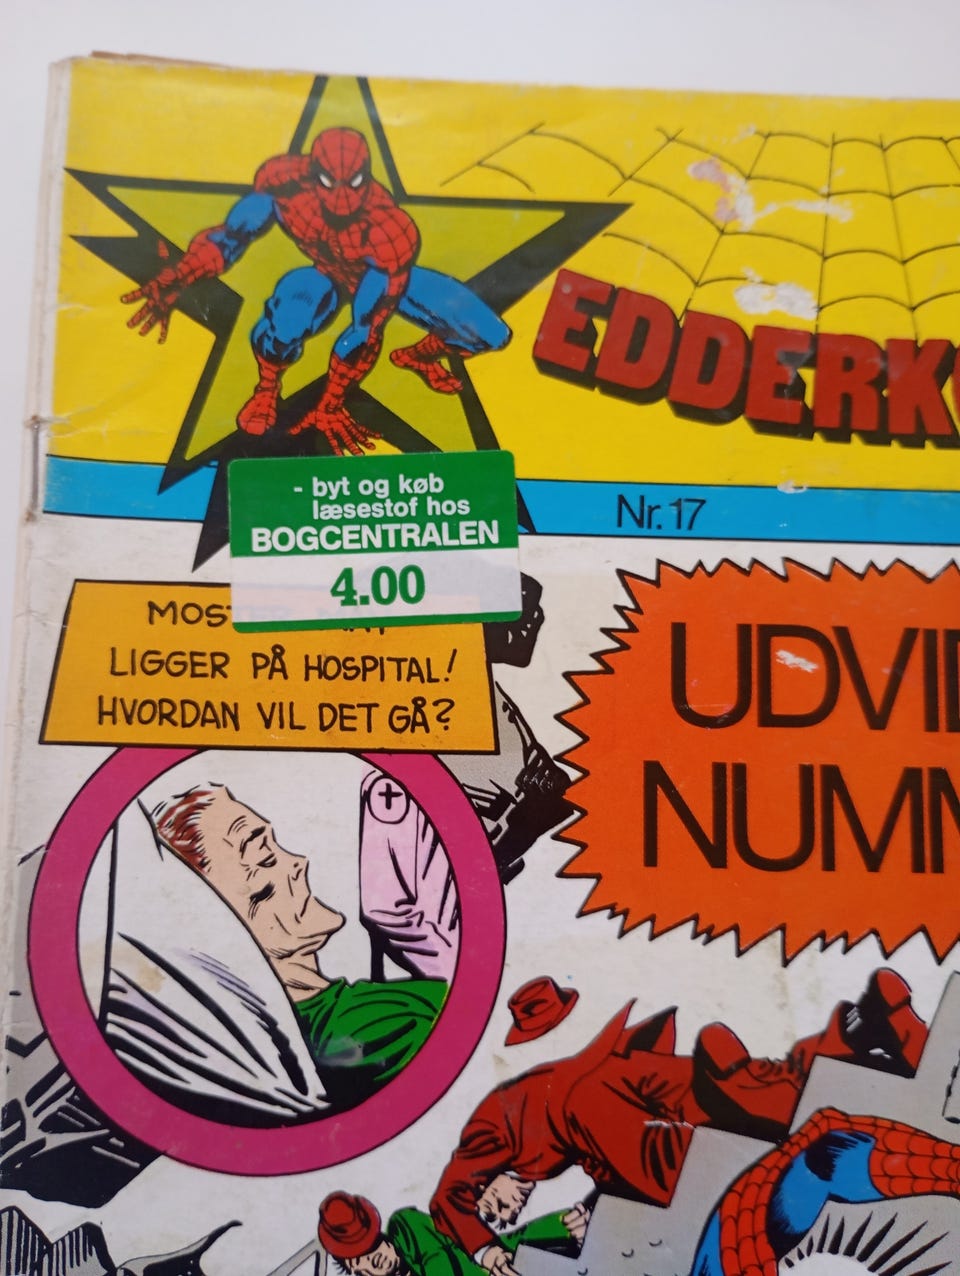 EDDERK
Nr. 17
- byt og køb
læsestof hos
BOGCENTRALEN
4.00
MOS
LIGGER PÅ HOSPITAL!
HVORDAN VIL DET GÅ?
UDVID
NUMM